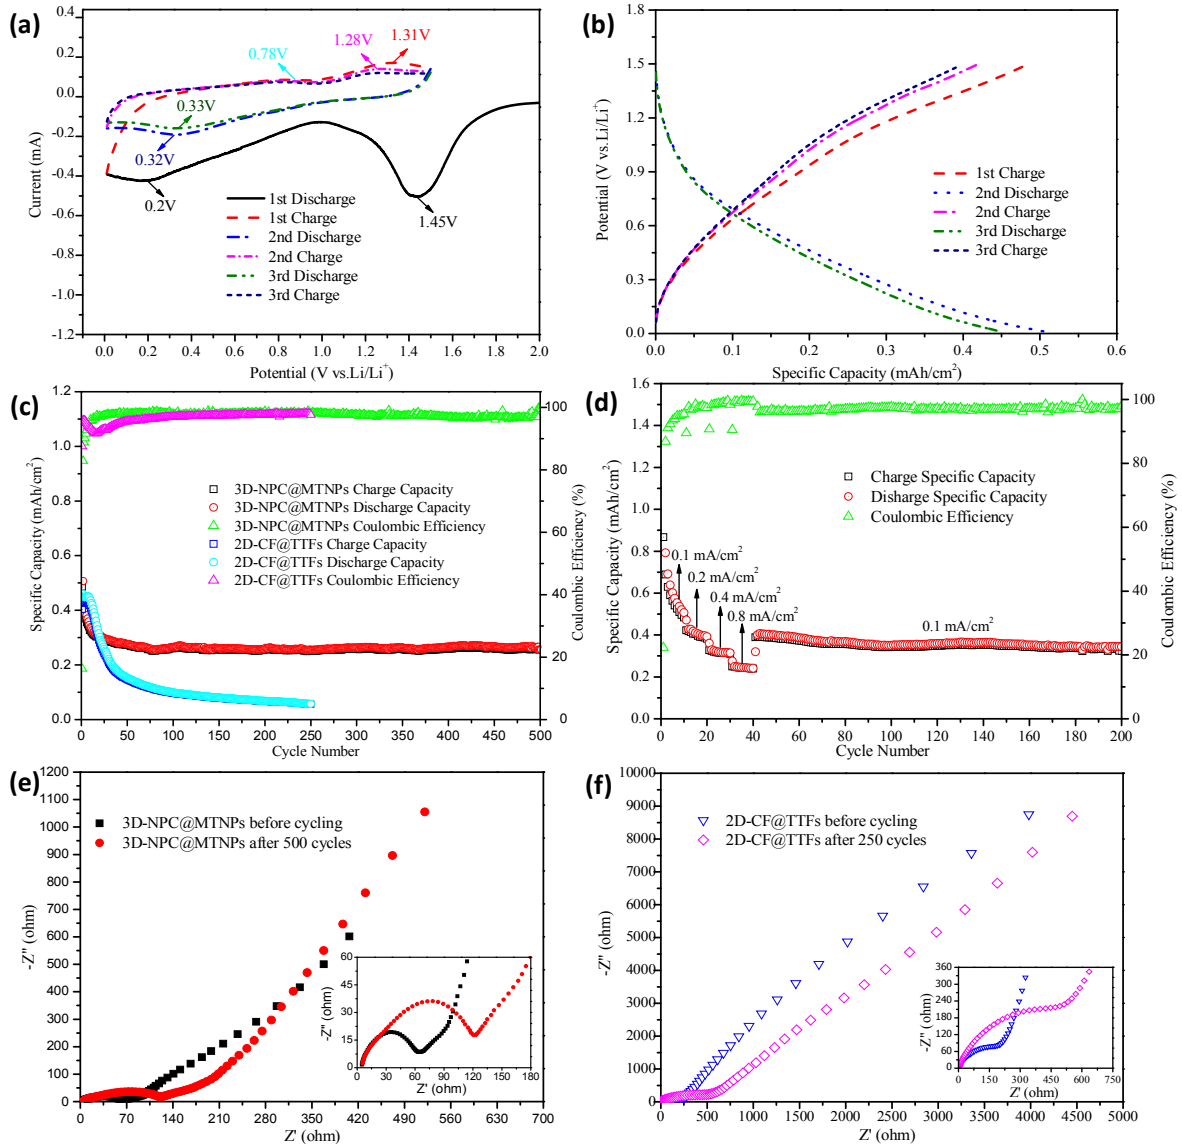 (a)
0.4
0.2
0.0
-0.2
-0.4
-0.6
-0.8
-1.0
-1.2
Current (mA)
0.78V
1.28V
1.31V
0.33V
0.32V
0.2V
1.45V
1st Discharge
1st Charge
2nd Discharge
2nd Charge
3rd Discharge
3rd Charge
0.0 0.2 0.4 0.6 0.8 1.0 1.2 1.4 1.6 1.8 2.0
Potential (V vs.Li/Li⁺)
(b)
1.8
1.5
1.2
0.9
0.6
0.3
0.0
Potential (V vs.Li/Li⁺)
1st Charge
2nd Discharge
2nd Charge
3rd Discharge
3rd Charge
0.0 0.1 0.2 0.3 0.4 0.5 0.6
Specific Capacity (mAh/cm²)
(c)
1.2
1.0
0.8
0.6
0.4
0.2
0.0
Specific Capacity (mAh/cm²)
3D-NPC@MTNPs Charge Capacity
3D-NPC@MTNPs Discharge Capacity
3D-NPC@MTNPs Coulombic Efficiency
2D-CF@TTFs Charge Capacity
2D-CF@TTFs Discharge Capacity
2D-CF@TTFs Coulombic Efficiency
100
80
60
40
20
0
Coulombic Efficiency (%)
0 50 100 150 200 250 300 350 400 450 500
Cycle Number
(d)
1.6
1.4
1.2
1.0
0.8
0.6
0.4
0.2
0.0
Specific Capacity (mAh/cm²)
Charge Specific Capacity
Disharge Specific Capacity
Coulombic Efficiency
0.1 mA/cm²
0.2 mA/cm²
0.4 mA/cm²
0.8 mA/cm²
0.1 mA/cm²
100
80
60
40
20
0
Coulombic Efficiency (%)
0 20 40 60 80 100 120 140 160 180 200
Cycle Number
(e)
1200
1100
1000
900
800
700
600
500
400
300
200
100
0
-Z'' (ohm)
3D-NPC@MTNPs before cycling
3D-NPC@MTNPs after 500 cycles
60
45
30
15
-Z'' (ohm)
0 30 60 90 120 150 180
Z' (ohm)
0 70 140 210 280 350 420 490 560 630 700
Z' (ohm)
(f)
10000
9000
8000
7000
6000
5000
4000
3000
2000
1000
0
-Z'' (ohm)
2D-CF@TTFs before cycling
2D-CF@TTFs after 250 cycles
360
300
240
180
120
60
0
-Z'' (ohm)
0 150 300 450 600 750
Z' (ohm)
0 500 1000 1500 2000 2500 3000 3500 4000 4500 5000
Z' (ohm)